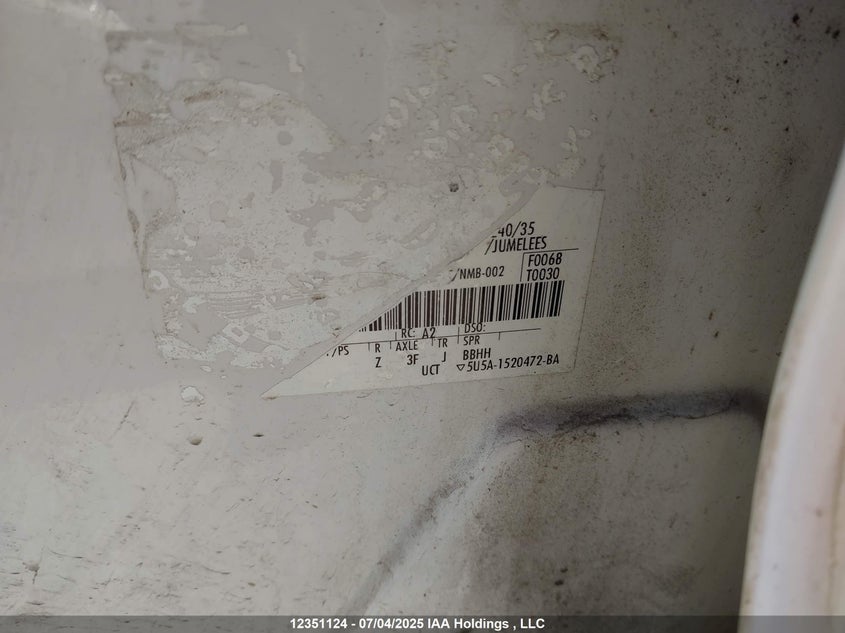 40/35
/JUMELEES
/NMB-002 F0068
T0030
RC: A2 DSO:
/PS R AXLE TR SPR
Z 3F J BBHH
UCT ▽5U5A-1520472-BA
12351124 - 07/04/2025 IAA Holdings , LLC